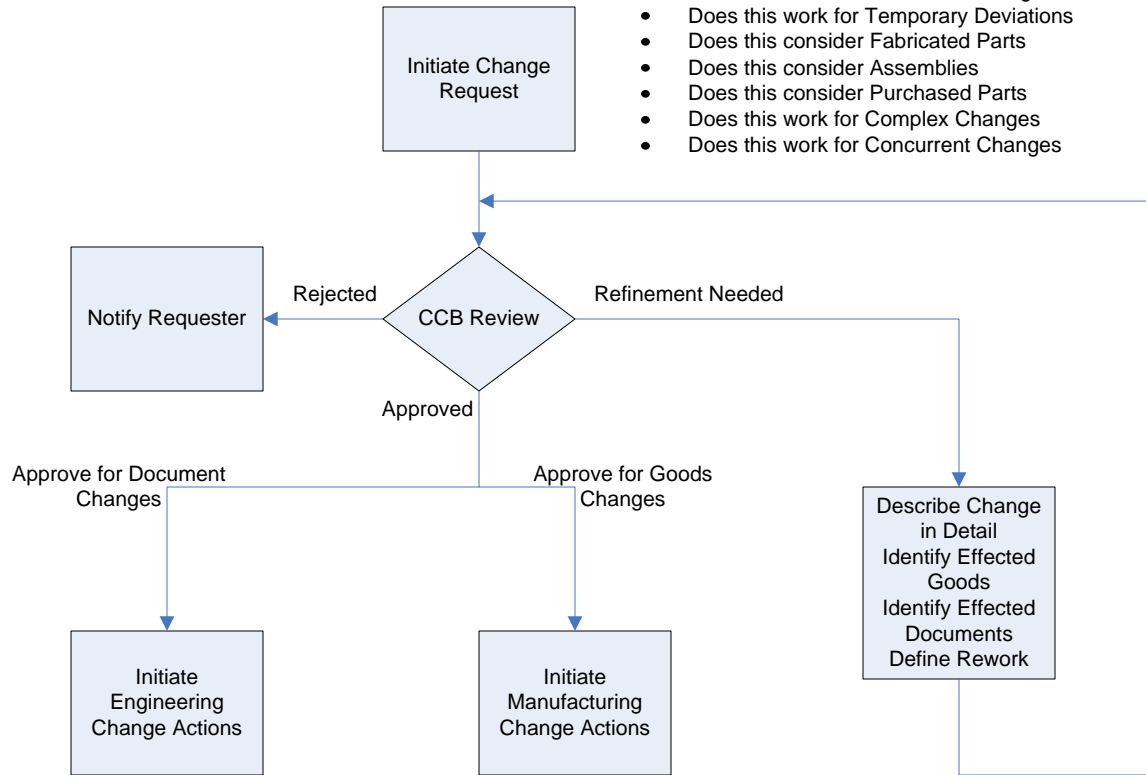 • Does this work for Temporary Deviations
• Does this consider Fabricated Parts
• Does this consider Assemblies
• Does this consider Purchased Parts
• Does this work for Complex Changes
• Does this work for Concurrent Changes
Initiate Change
Request
Notify Requester
Rejected
CCB Review
Refinement Needed
Approved
Approve for Document
Changes
Approve for Goods
Changes
Describe Change
in Detail
Identify Effected
Goods
Identify Effected
Documents
Define Rework
Initiate
Engineering
Change Actions
Initiate
Manufacturing
Change Actions